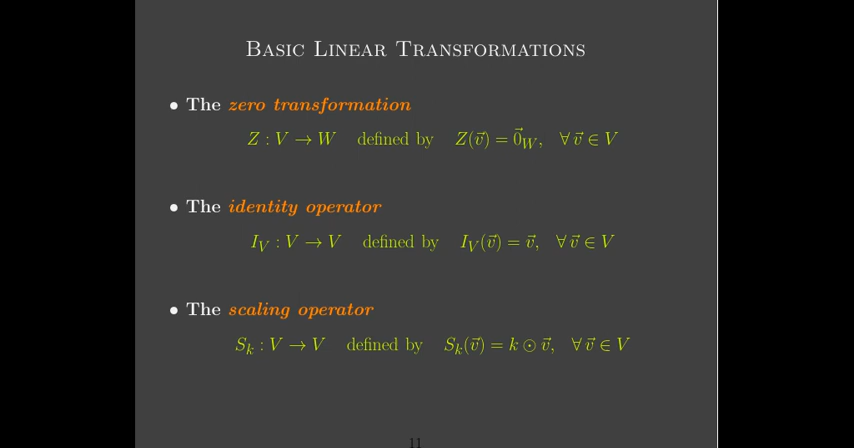 Basic Linear Transformations
• The zero transformation
Z : V → W defined by Z(v⃗) = 0⃗_W, ∀ v⃗ ∈ V
• The identity operator
I_V : V → V defined by I_V(v⃗) = v⃗, ∀ v⃗ ∈ V
• The scaling operator
S_k : V → V defined by S_k(v⃗) = k ⊙ v⃗, ∀ v⃗ ∈ V
11